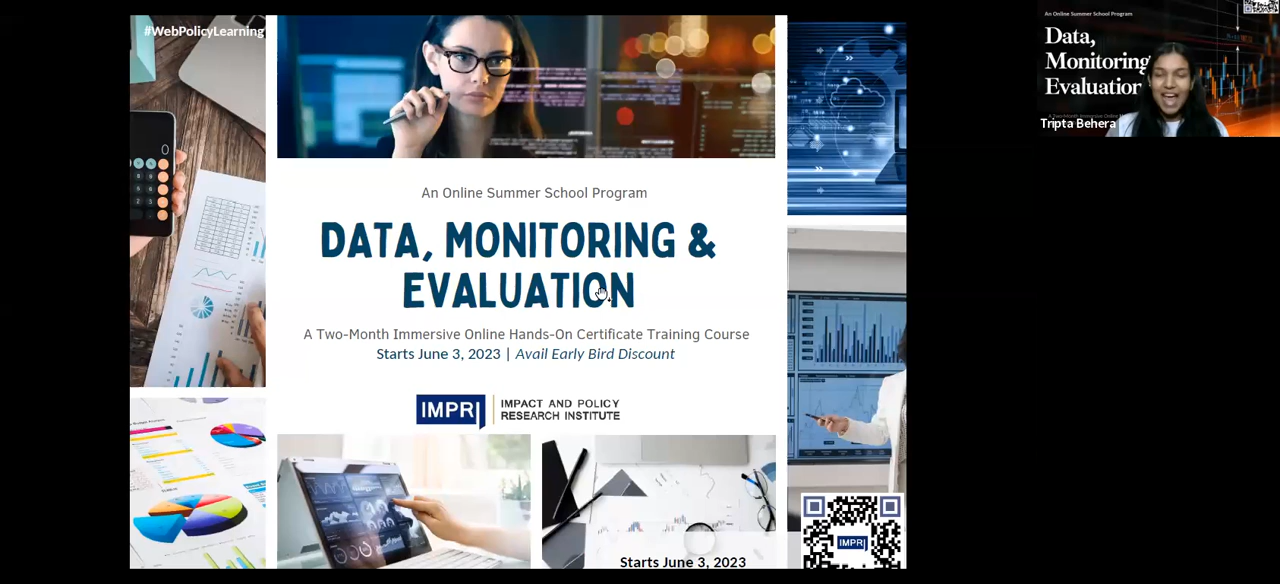 #WebPolicyLearning
An Online Summer School Program
DATA, MONITORING &
EVALUATION
A Two-Month Immersive Online Hands-On Certificate Training Course
Starts June 3, 2023 | Avail Early Bird Discount
IMPRI
IMPACT AND POLICY
RESEARCH INSTITUTE
Starts June 3, 2023
IMPRI
An Online Summer School Program
Data,
Monitoring
Evaluation
Tripta Behera